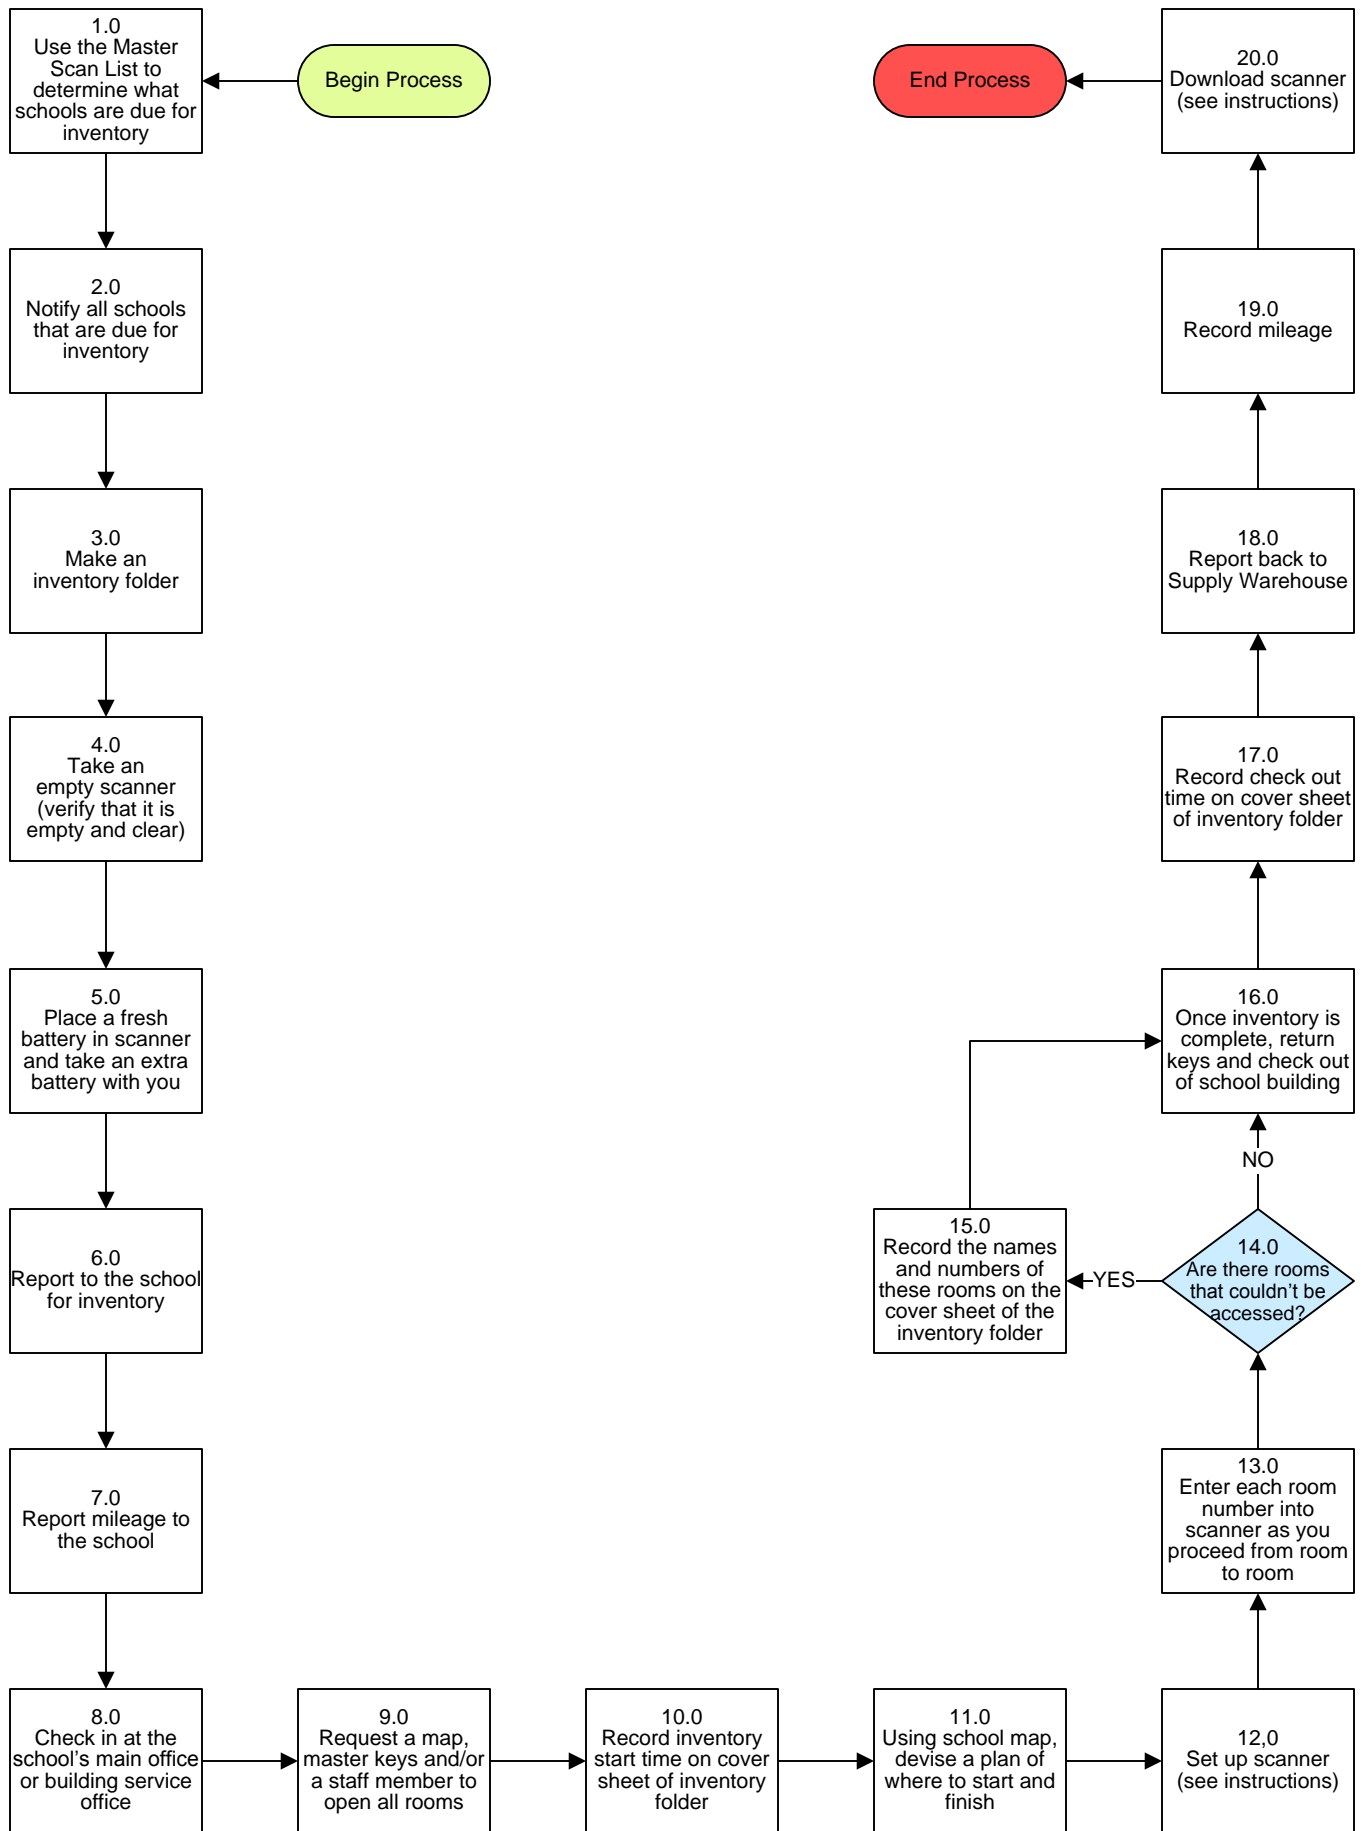 Begin Process
1.0
Use the Master
Scan List to
determine what
schools are due for
inventory
2.0
Notify all schools
that are due for
inventory
3.0
Make an
inventory folder
4.0
Take an
empty scanner
(verify that it is
empty and clear)
5.0
Place a fresh
battery in scanner
and take an extra
battery with you
6.0
Report to the school
for inventory
7.0
Report mileage to
the school
8.0
Check in at the
school’s main office
or building service
office
9.0
Request a map,
master keys and/or
a staff member to
open all rooms
10.0
Record inventory
start time on cover
sheet of inventory
folder
11.0
Using school map,
devise a plan of
where to start and
finish
12,0
Set up scanner
(see instructions)
13.0
Enter each room
number into
scanner as you
proceed from room
to room
14.0
Are there rooms
that couldn’t be
accessed?
YES
15.0
Record the names
and numbers of
these rooms on the
cover sheet of the
inventory folder
NO
16.0
Once inventory is
complete, return
keys and check out
of school building
17.0
Record check out
time on cover sheet
of inventory folder
18.0
Report back to
Supply Warehouse
19.0
Record mileage
20.0
Download scanner
(see instructions)
End Process